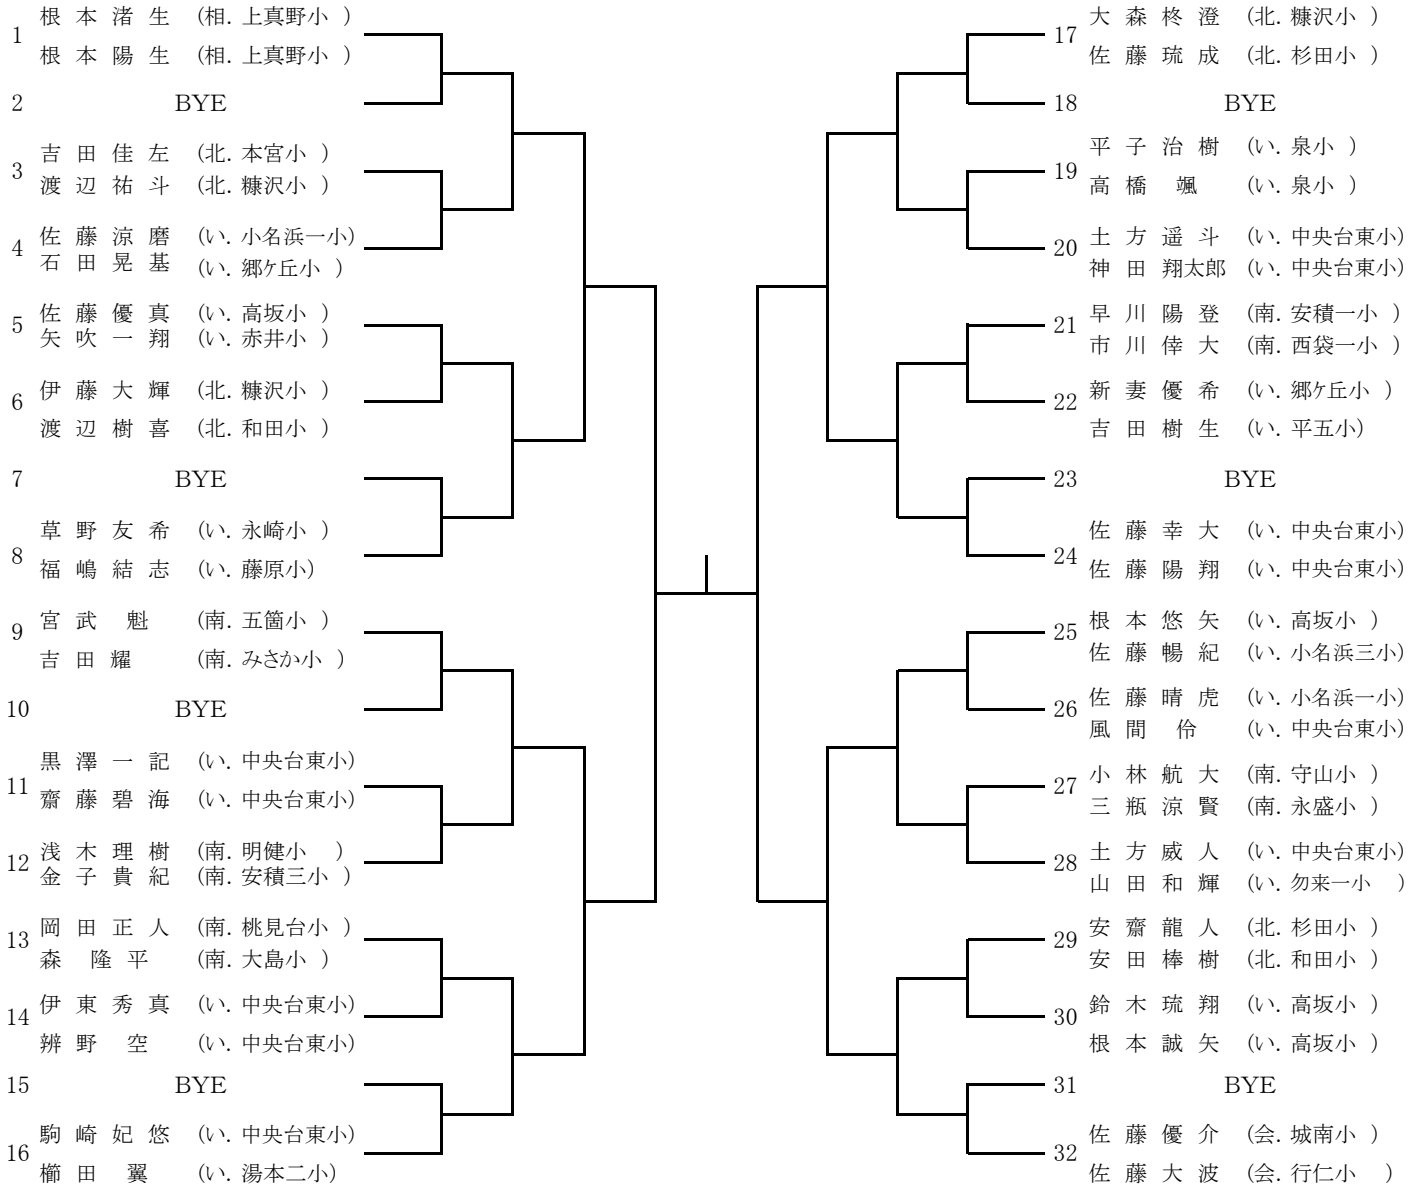 1
根本渚生 (相. 上真野小 )
根本陽生 (相. 上真野小 )
2 BYE
3
吉田佳左 (北. 本宮小 )
渡辺祐斗 (北. 糠沢小 )
4
佐藤涼磨 (い. 小名浜一小)
石田晃基 (い. 郷ケ丘小 )
5
佐藤優真 (い. 高坂小 )
矢吹一翔 (い. 赤井小 )
6
伊藤大輝 (北. 糠沢小 )
渡辺樹喜 (北. 和田小 )
7 BYE
8
草野友希 (い. 永崎小 )
福嶋結志 (い. 藤原小)
9
宮武 魁 (南. 五箇小 )
吉田耀 (南. みさか小 )
10 BYE
11
黒澤一記 (い. 中央台東小)
齋藤碧海 (い. 中央台東小)
12
浅木理樹 (南. 明健小 )
金子貴紀 (南. 安積三小 )
13
岡田正人 (南. 桃見台小 )
森 隆平 (南. 大島小 )
14
伊東秀真 (い. 中央台東小)
辨野 空 (い. 中央台東小)
15 BYE
16
駒崎妃悠 (い. 中央台東小)
櫛田 翼 (い. 湯本二小)
17
大森柊澄 (北. 糠沢小 )
佐藤琉成 (北. 杉田小 )
18 BYE
19
平子治樹 (い. 泉小 )
高橋 颯 (い. 泉小 )
20
土方遥斗 (い. 中央台東小)
神田翔太郎 (い. 中央台東小)
21
早川陽登 (南. 安積一小 )
市川倖大 (南. 西袋一小 )
22
新妻優希 (い. 郷ケ丘小 )
吉田樹生 (い. 平五小)
23 BYE
24
佐藤幸大 (い. 中央台東小)
佐藤陽翔 (い. 中央台東小)
25
根本悠矢 (い. 高坂小 )
佐藤暢紀 (い. 小名浜三小)
26
佐藤晴虎 (い. 小名浜一小)
風間 伶 (い. 中央台東小)
27
小林航大 (南. 守山小 )
三瓶涼賢 (南. 永盛小 )
28
土方威人 (い. 中央台東小)
山田和輝 (い. 勿来一小 )
29
安齋龍人 (北. 杉田小 )
安田棒樹 (北. 和田小 )
30
鈴木琉翔 (い. 高坂小 )
根本誠矢 (い. 高坂小 )
31 BYE
32
佐藤優介 (会. 城南小 )
佐藤大波 (会. 行仁小 )